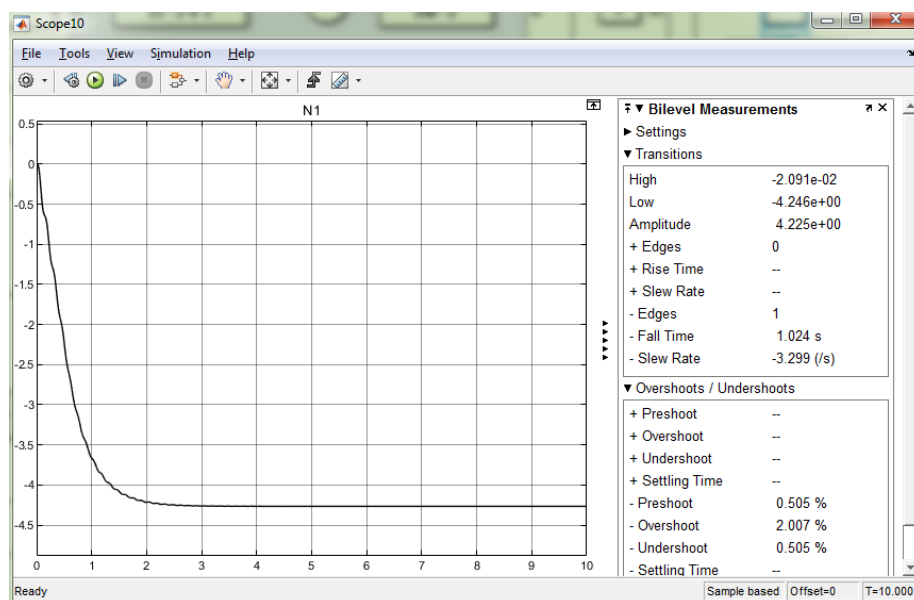 Scope10
File Tools View Simulation Help
N1
0.5
0
-0.5
-1
-1.5
-2
-2.5
-3
-3.5
-4
-4.5
0 1 2 3 4 5 6 7 8 9 10
Bilevel Measurements
Settings
Transitions
High -2.091e-02
Low -4.246e+00
Amplitude 4.225e+00
+ Edges 0
+ Rise Time --
+ Slew Rate --
- Edges 1
- Fall Time 1.024 s
- Slew Rate -3.299 (/s)
Overshoots / Undershoots
+ Preshoot --
+ Overshoot --
+ Undershoot --
+ Settling Time --
- Preshoot 0.505 %
- Overshoot 2.007 %
- Undershoot 0.505 %
- Settling Time --
Ready Sample based Offset=0 T=10.000